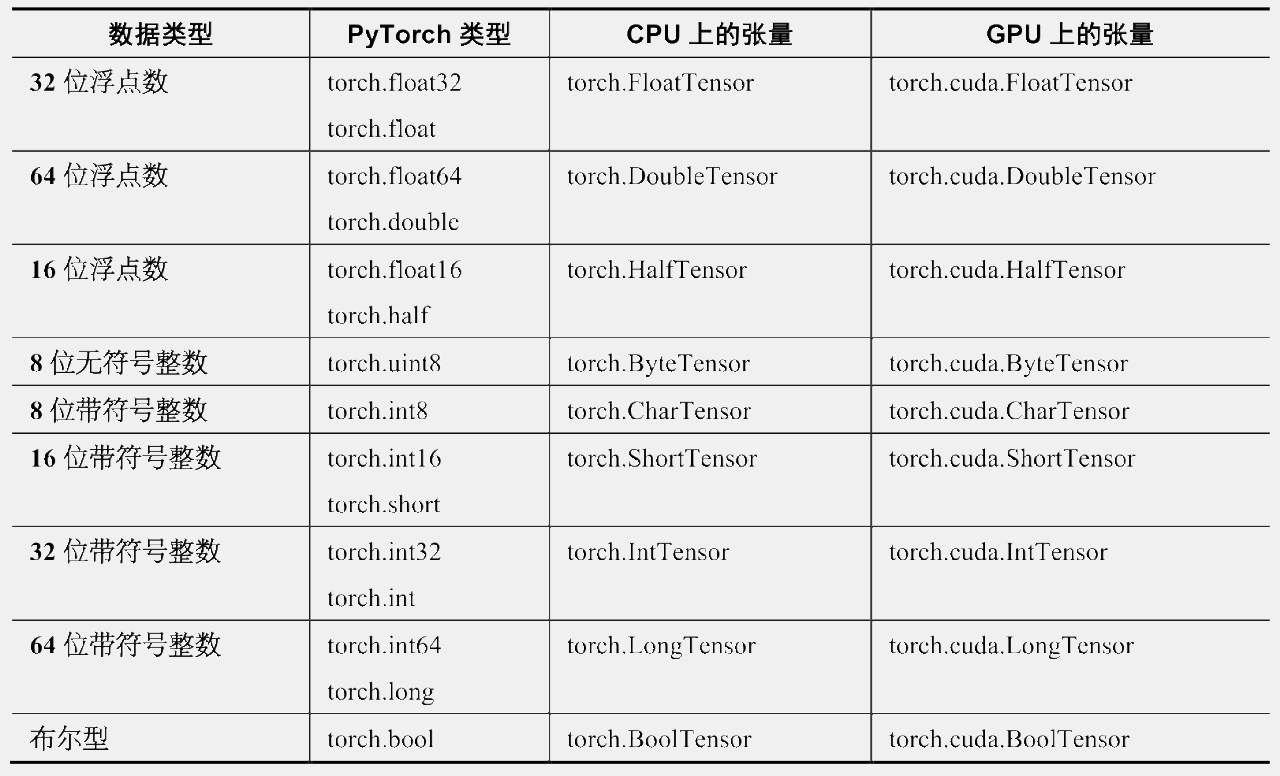 数据类型 PyTorch 类型 CPU 上的张量 GPU 上的张量
32 位浮点数 torch.float32 torch.FloatTensor torch.cuda.FloatTensor
torch.float
64 位浮点数 torch.float64 torch.DoubleTensor torch.cuda.DoubleTensor
torch.double
16 位浮点数 torch.float16 torch.HalfTensor torch.cuda.HalfTensor
torch.half
8 位无符号整数 torch.uint8 torch.ByteTensor torch.cuda.ByteTensor
8 位带符号整数 torch.int8 torch.CharTensor torch.cuda.CharTensor
16 位带符号整数 torch.int16 torch.ShortTensor torch.cuda.ShortTensor
torch.short
32 位带符号整数 torch.int32 torch.IntTensor torch.cuda.IntTensor
torch.int
64 位带符号整数 torch.int64 torch.LongTensor torch.cuda.LongTensor
torch.long
布尔型 torch.bool torch.BoolTensor torch.cuda.BoolTensor